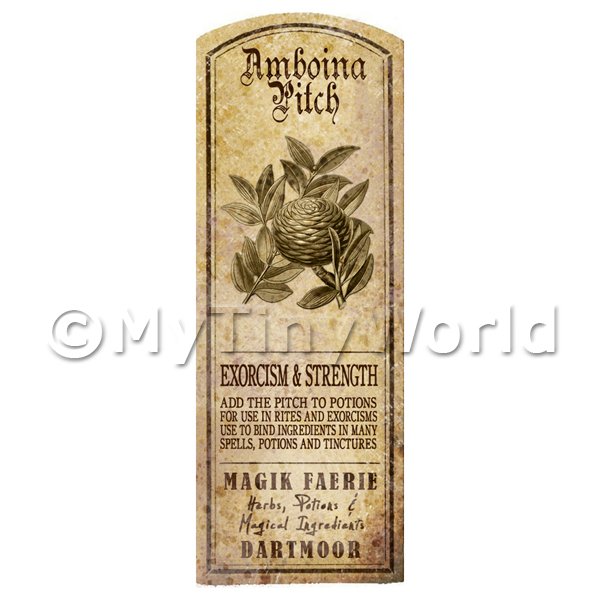 Amboina
Pitch
©MyTinyWorld
EXORCISM & STRENGTH
ADD THE PITCH TO POTIONS
FOR USE IN RITES AND EXORCISMS
USE TO BIND INGREDIENTS IN MANY
SPELLS, POTIONS AND TINCTURES
MAGIK FAERIE
Herbs, Potions &
Magical Ingredients
DARTMOOR